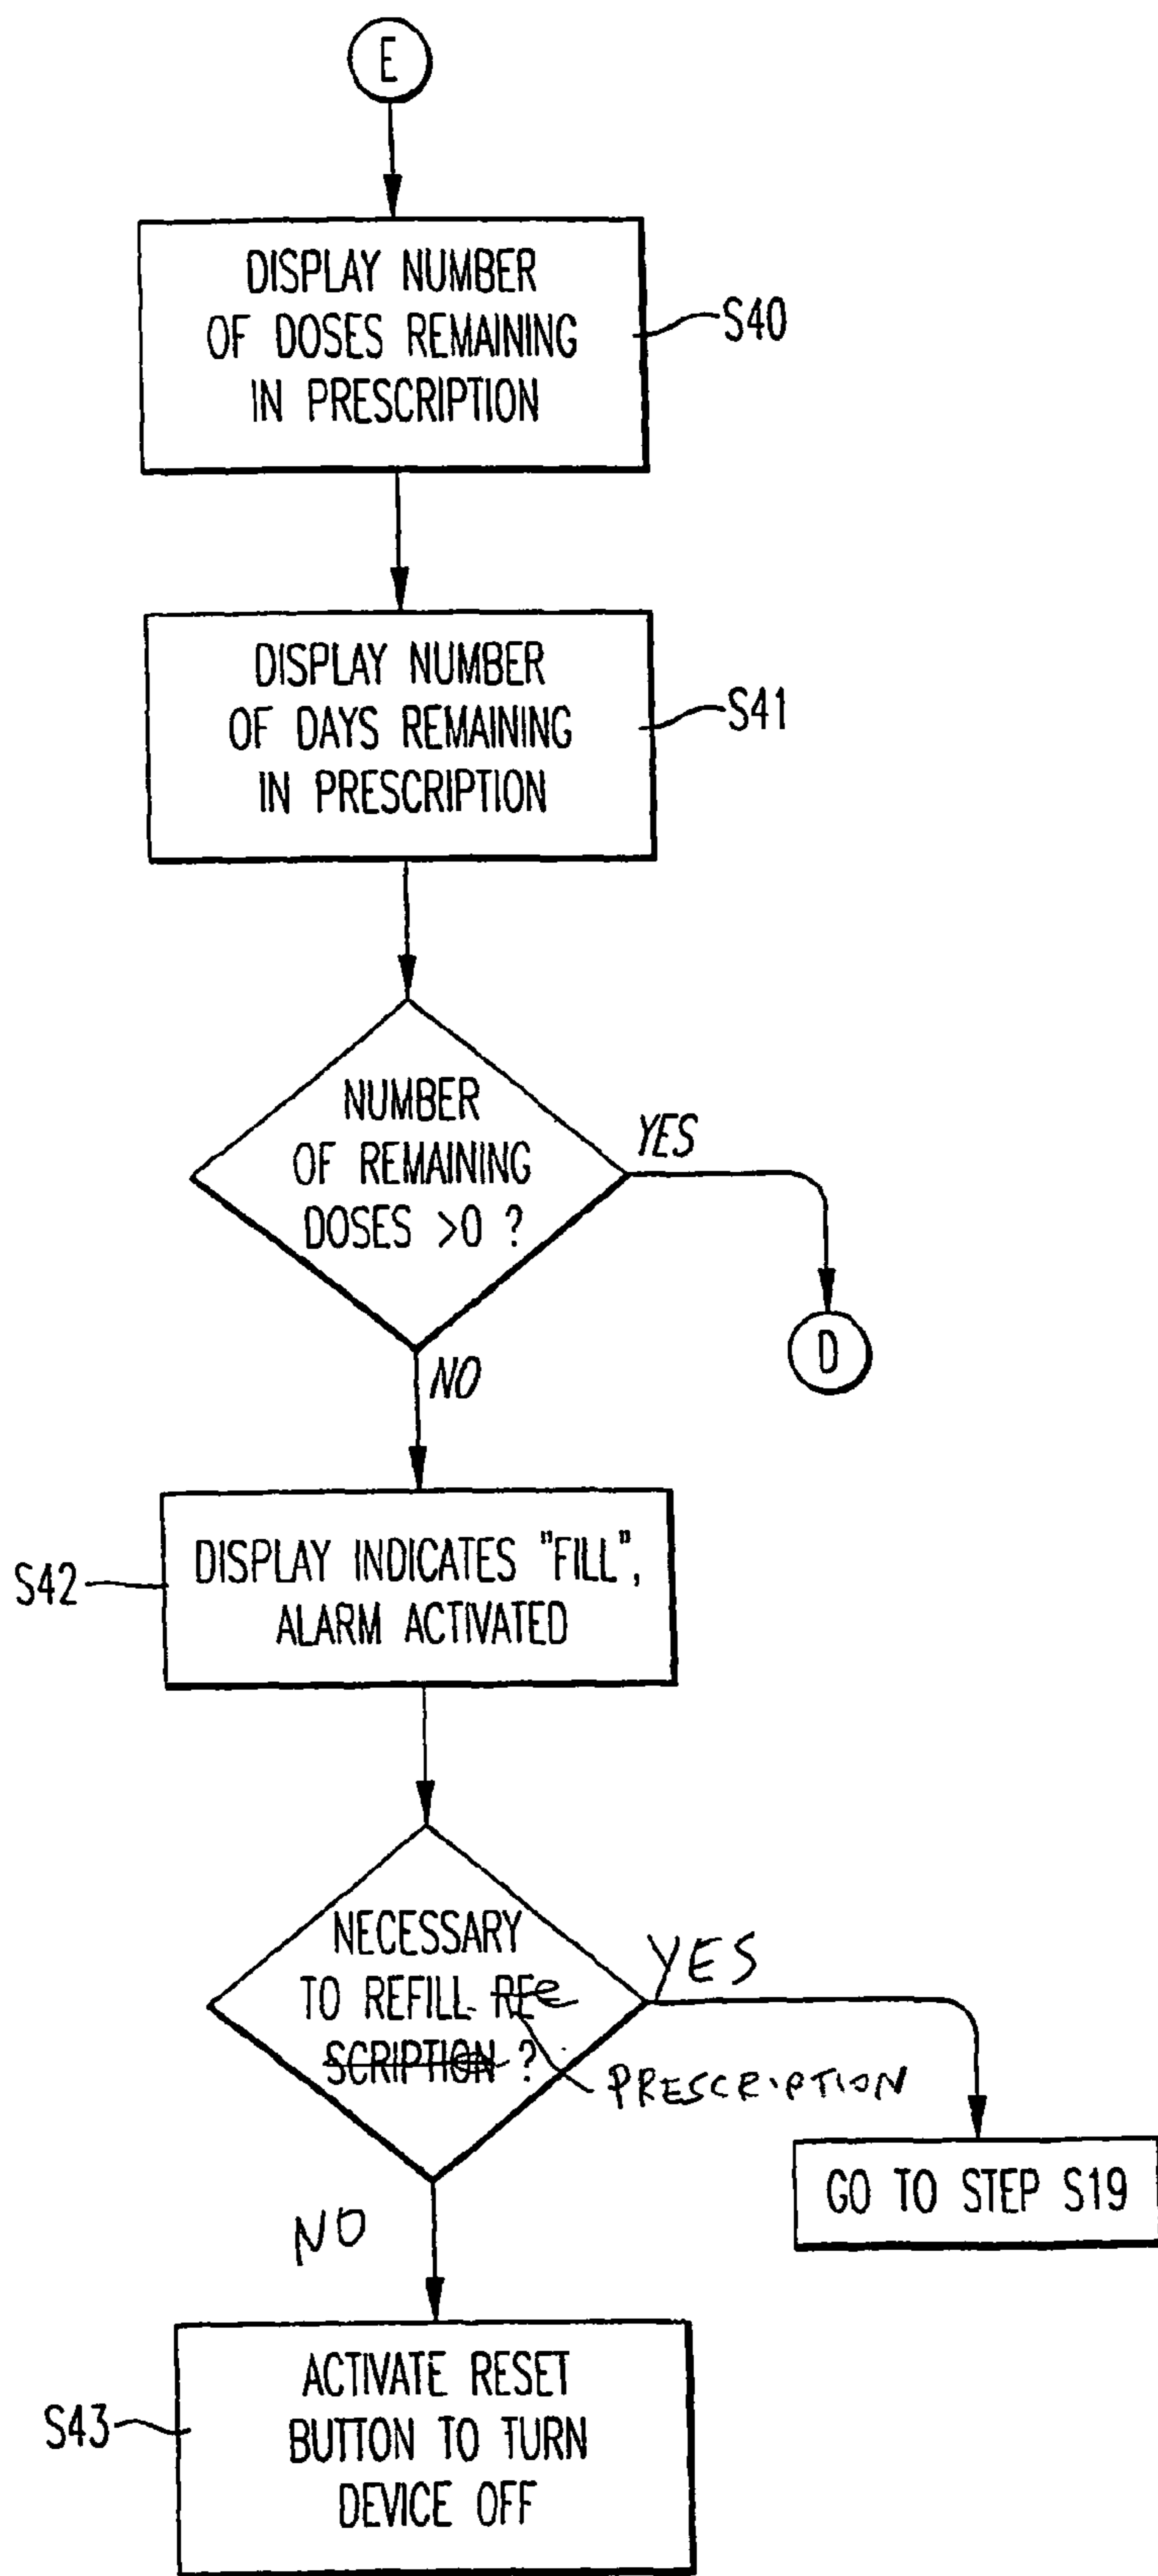 E
DISPLAY NUMBER
OF DOSES REMAINING
IN PRESCRIPTION
S40
DISPLAY NUMBER
OF DAYS REMAINING
IN PRESCRIPTION
S41
NUMBER
OF REMAINING
DOSES >0 ?
YES
D
NO
S42
DISPLAY INDICATES "FILL",
ALARM ACTIVATED
NECESSARY
TO REFILL RE
SCRIPTION ?
PRESCRIPTION
YES
GO TO STEP S19
NO
S43
ACTIVATE RESET
BUTTON TO TURN
DEVICE OFF